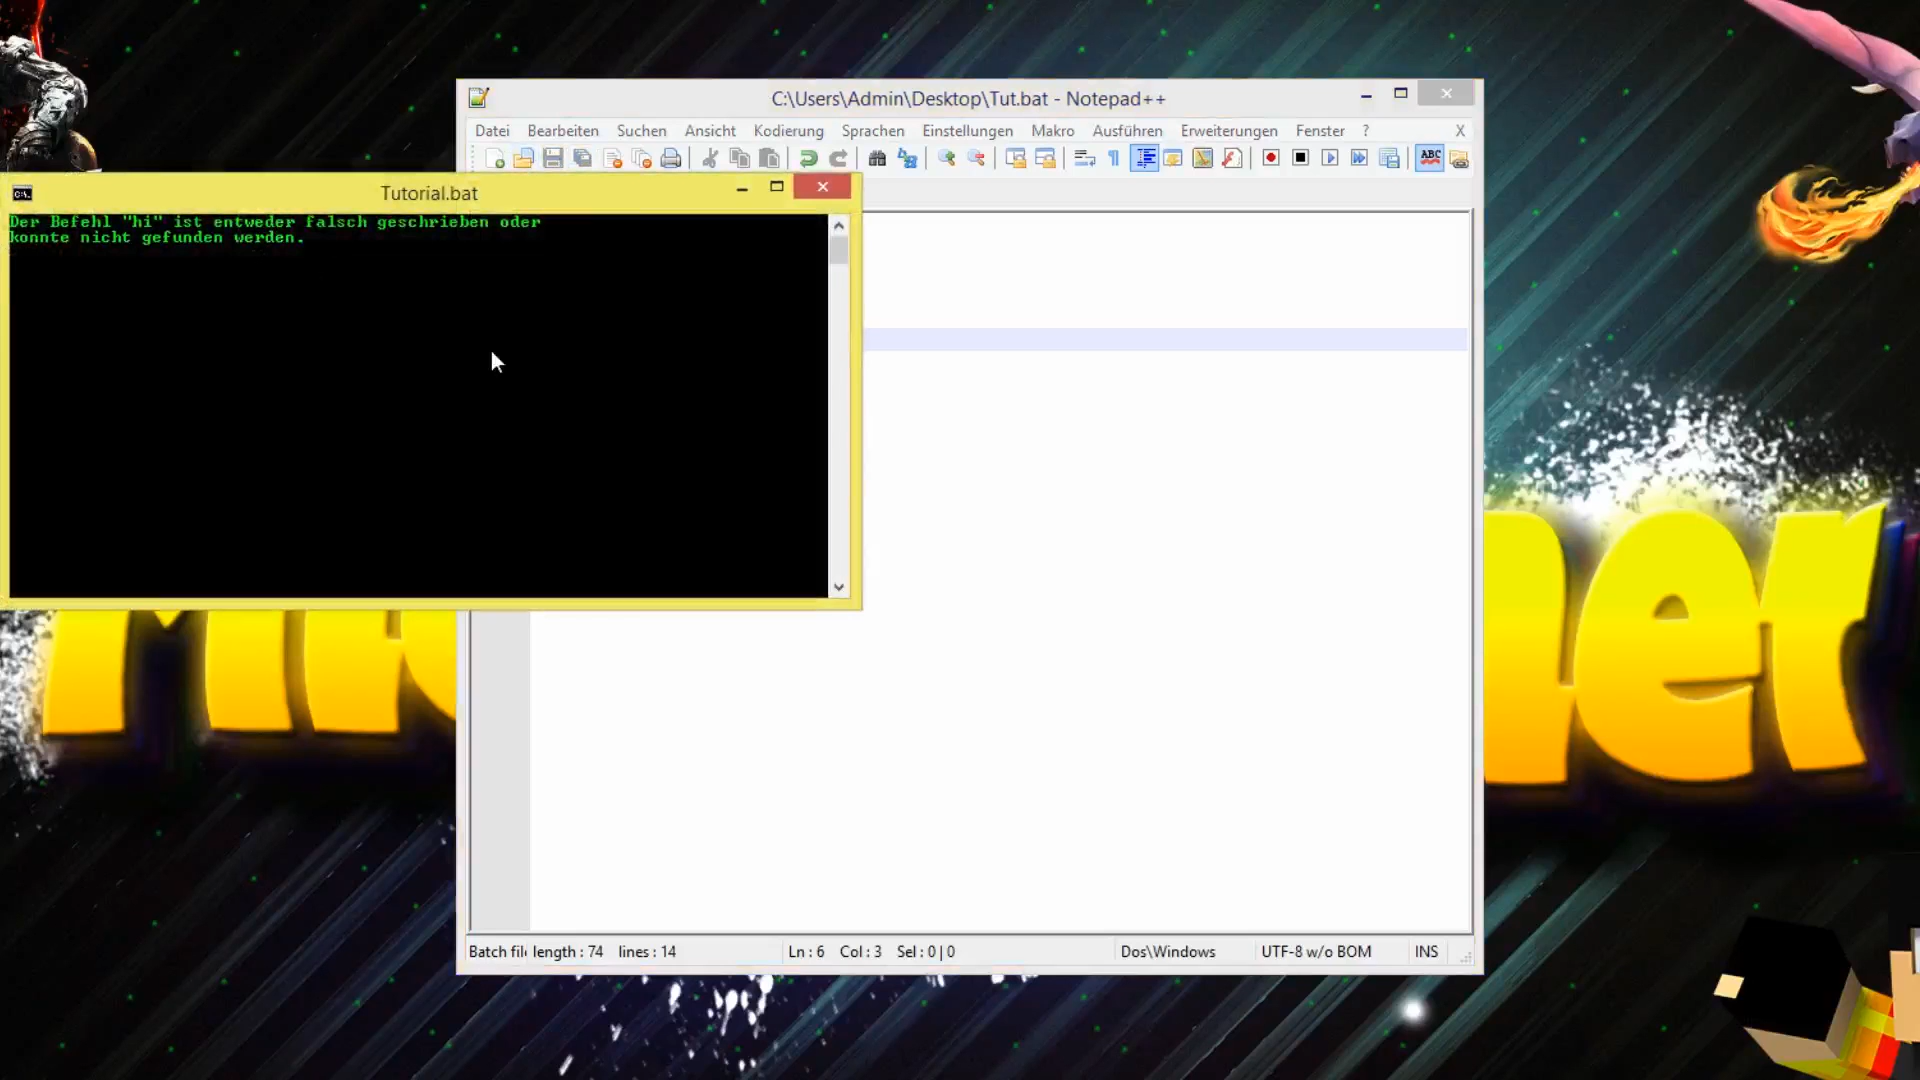 C:\Users\Admin\Desktop\Tut.bat - Notepad++
Datei Bearbeiten Suchen Ansicht Kodierung Sprachen Einstellungen Makro Ausführen Erweiterungen Fenster ? X
ABC
Tutorial.bat
Der Befehl "hi" ist entweder falsch geschrieben oder
konnte nicht gefunden werden.
Batch file length : 74 lines : 14 Ln : 6 Col : 3 Sel : 0 | 0 Dos\Windows UTF-8 w/o BOM INS
er